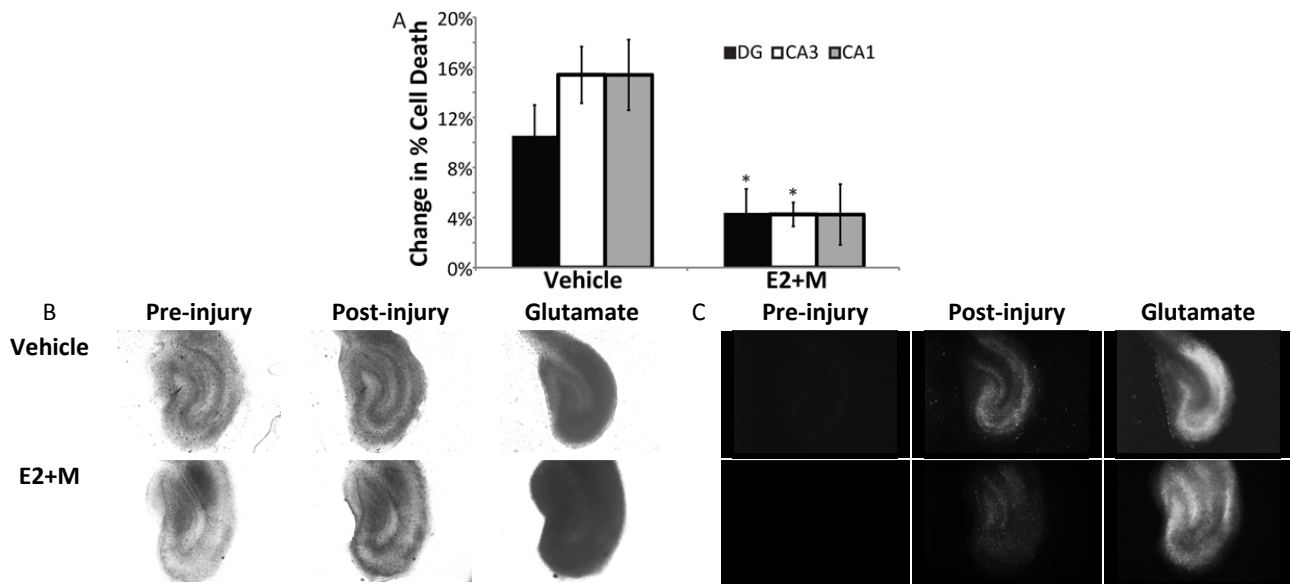 A
Change in % Cell Death
20%
16%
12%
8%
4%
0%
DG CA3 CA1
* *
Vehicle E2+M
B Pre-injury Post-injury Glutamate
Vehicle
E2+M
C Pre-injury Post-injury Glutamate